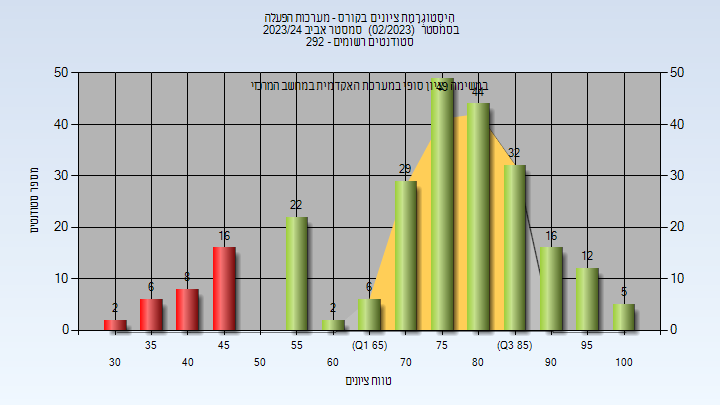 הִיסְטוֹגְרָמַת ציונים בקורס - מערכות הפעלה
בסמסטר (02/2023) סמסטר אביב 2023/24
סטודנטים רשומים - 292
במשימה ציון סופי במערכת האקדמית במחשב המרכזי
מספר סטודנטים
50 50
40 40
30 30
20 20
10 10
0 0
2 6 8 16 22 2 6 29 49 44 32 16 12 5
35 45 55 (Q1 65) 75 (Q3 85) 95
30 40 50 60 70 80 90 100
טווח ציונים